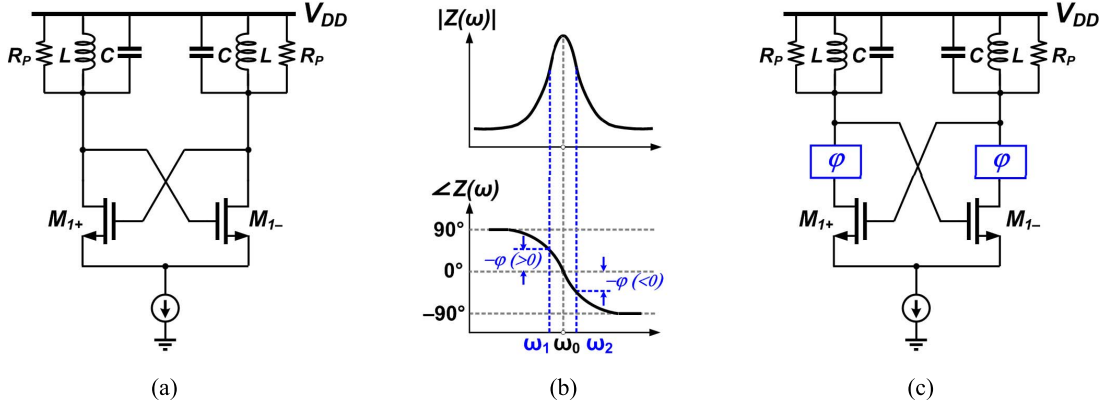 V_DD
R_P L C C L R_P
M_1+ M_1–
(a)
|Z(ω)|
∠Z(ω)
90°
–φ (>0)
0°
–φ (<0)
–90°
ω_1 ω_0 ω_2
(b)
V_DD
R_P L C C L R_P
φ φ
M_1+ M_1–
(c)